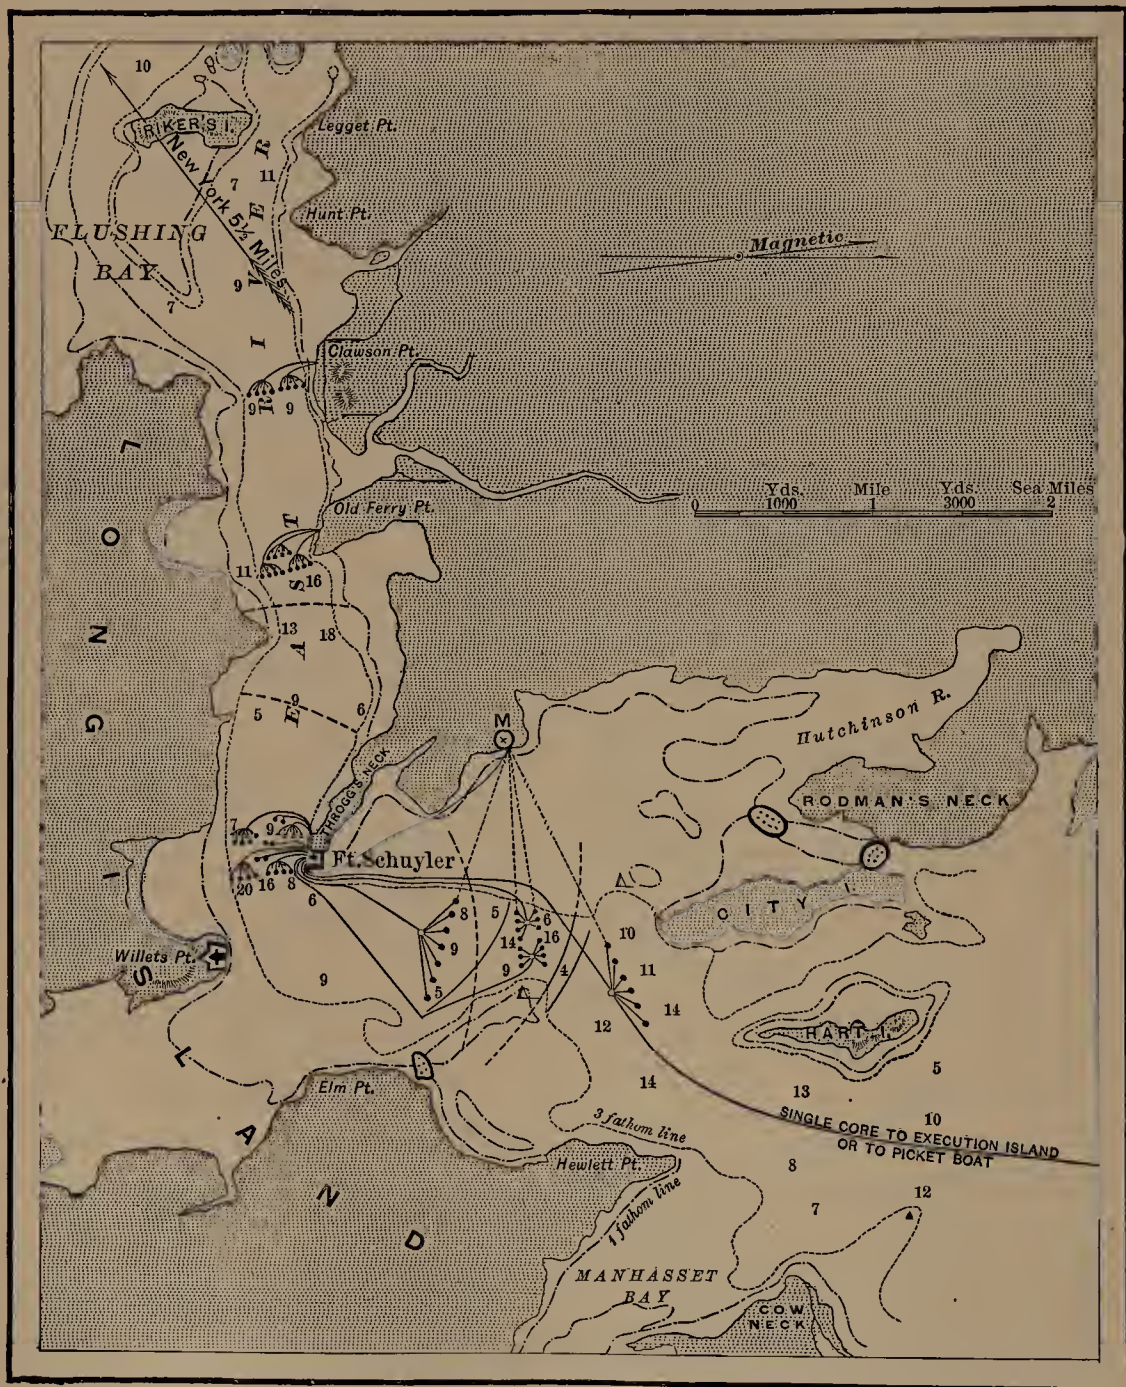 10
8
RIKER'S I.
Legget Pt.
New York 5½ Miles
7
11
Hunt Pt.
FLUSHING
BAY
Magnetic
9
7
EAST RIVER
Clawson Pt.
9
9
Yds. Mile Yds. Sea Miles
0 1000 1 3000 2
Old Ferry Pt.
11
16
13
18
LONG ISLAND
9
5
6
M
Hutchinson R.
THROGG'S NECK
RODMAN'S NECK
7
9
Ft. Schuyler
20
16
8
6
CITY I.
8
5
6
14
16
10
9
9
4
11
Willets Pt.
9
5
14
12
HART I.
5
Elm Pt.
14
13
10
SINGLE CORE TO EXECUTION ISLAND
OR TO PICKET BOAT
3 fathom line
Hewlett Pt.
8
1 fathom line
7
12
MANHASSET
BAY
COW
NECK